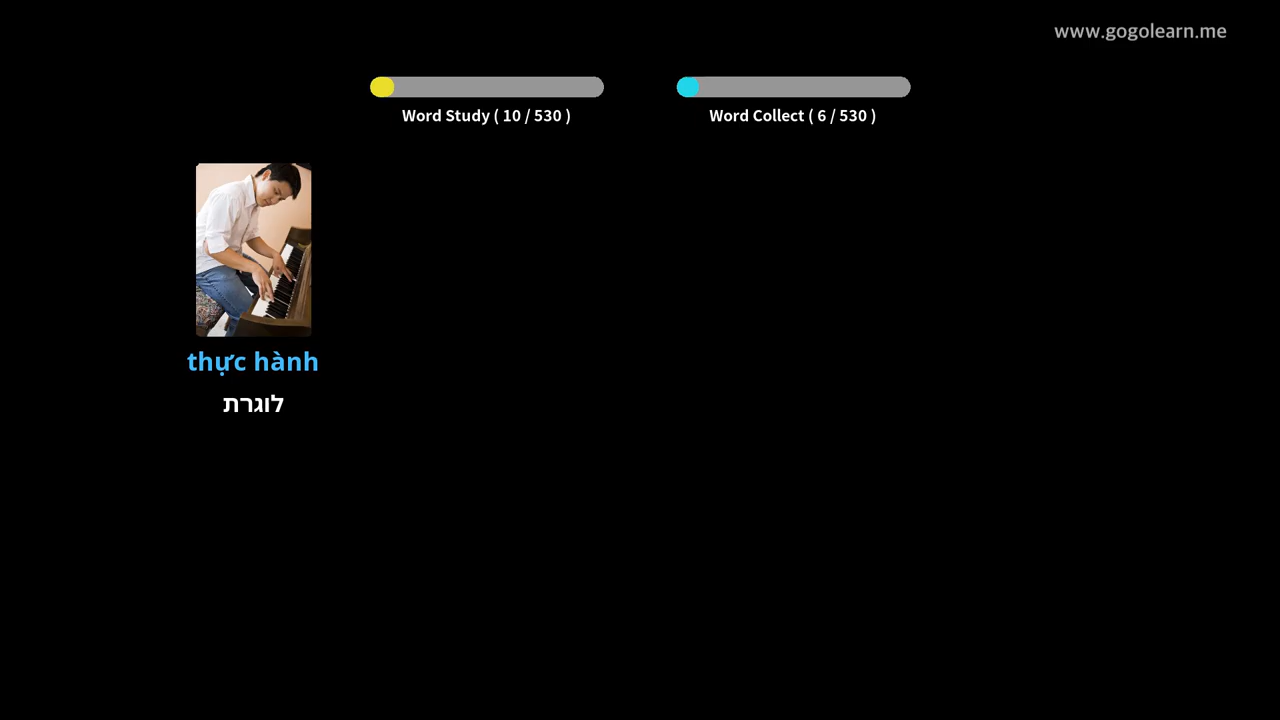 www.gogolearn.me
Word Study ( 10 / 530 )
Word Collect ( 6 / 530 )
thực hành
לוגרת